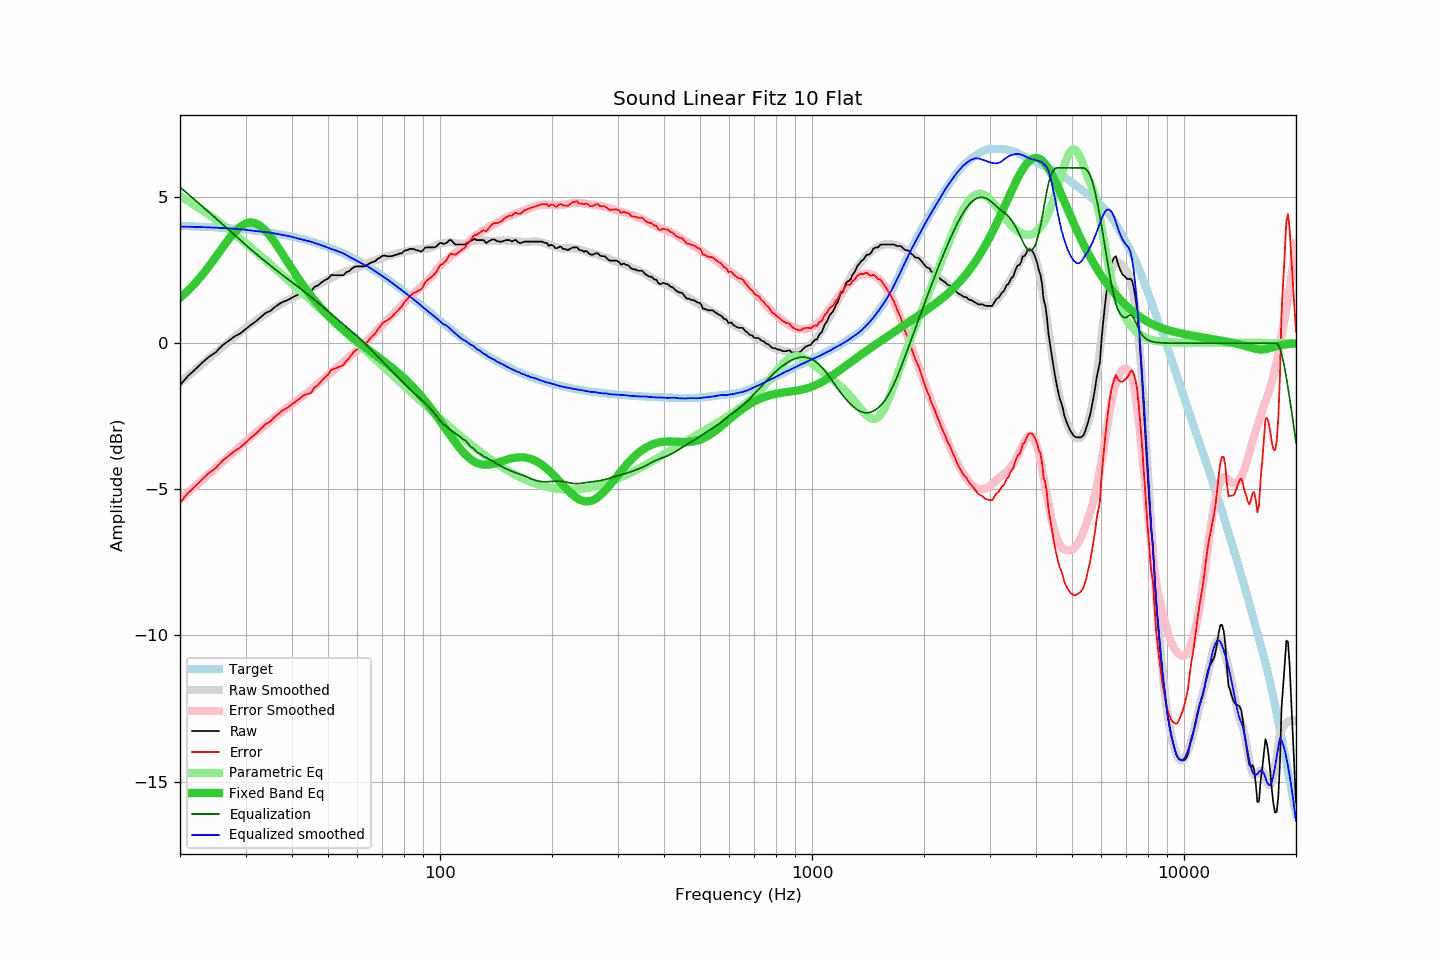 Sound Linear Fitz 10 Flat
5
0
−5
−10
−15
Amplitude (dBr)
Target
Raw Smoothed
Error Smoothed
Raw
Error
Parametric Eq
Fixed Band Eq
Equalization
Equalized smoothed
100
1000
10000
Frequency (Hz)